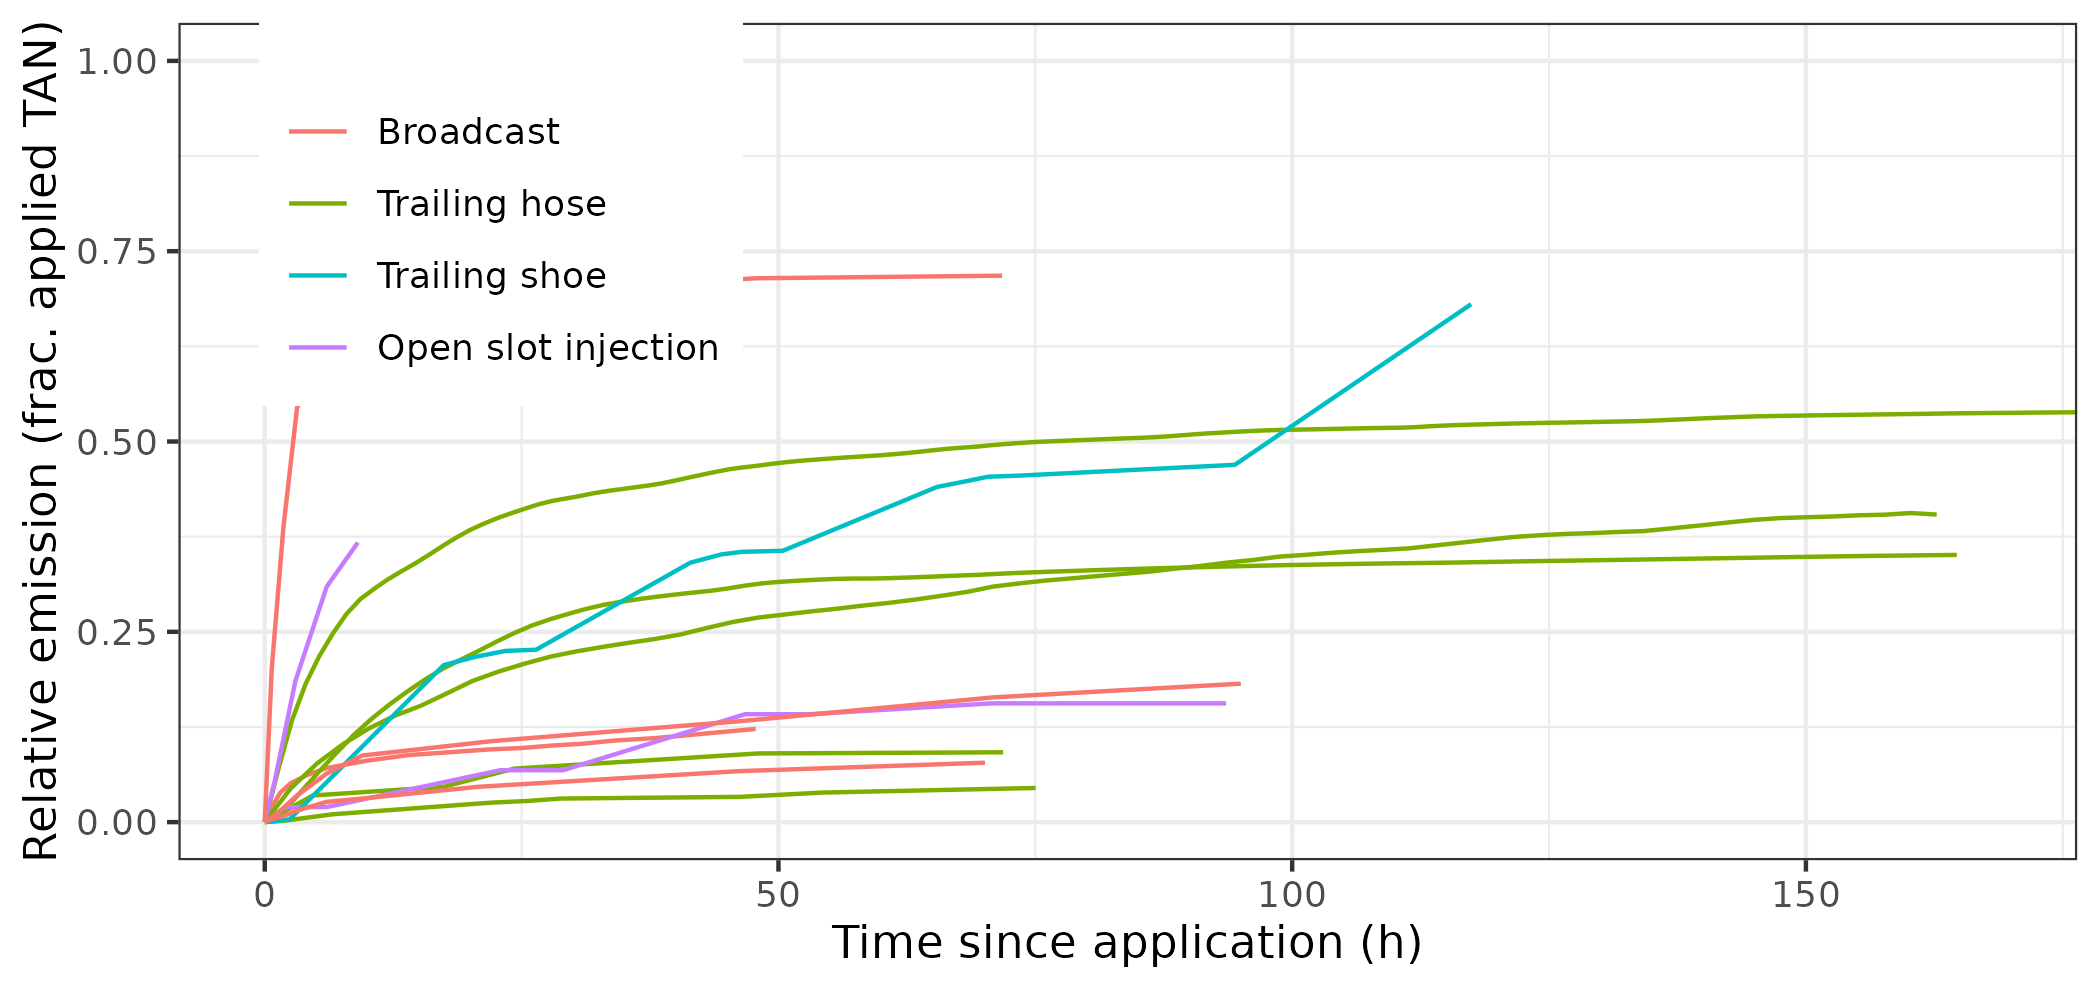 Relative emission (frac. applied TAN)
1.00
0.75
0.50
0.25
0.00
Broadcast
Trailing hose
Trailing shoe
Open slot injection
0 50 100 150
Time since application (h)